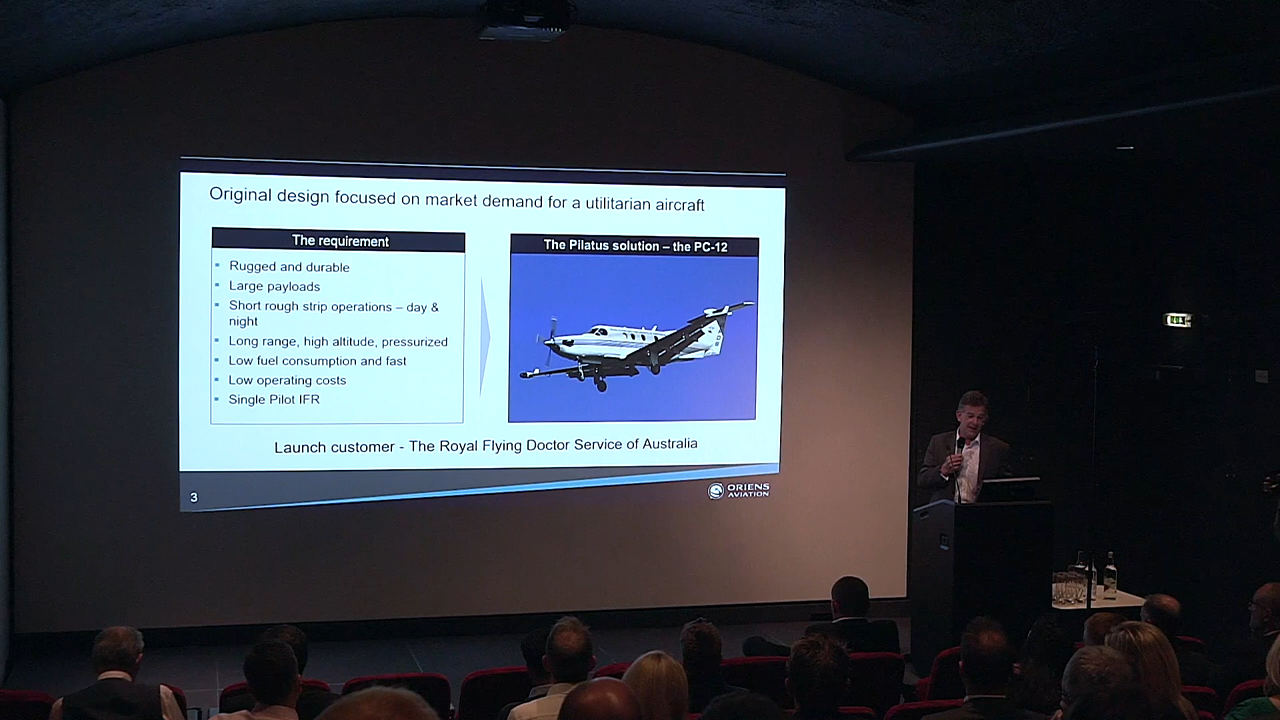 Original design focused on market demand for a utilitarian aircraft
The requirement
Rugged and durable
Large payloads
Short rough strip operations – day &
night
Long range, high altitude, pressurized
Low fuel consumption and fast
Low operating costs
Single Pilot IFR
The Pilatus solution – the PC-12
Launch customer - The Royal Flying Doctor Service of Australia
3
ORIENS
AVIATION